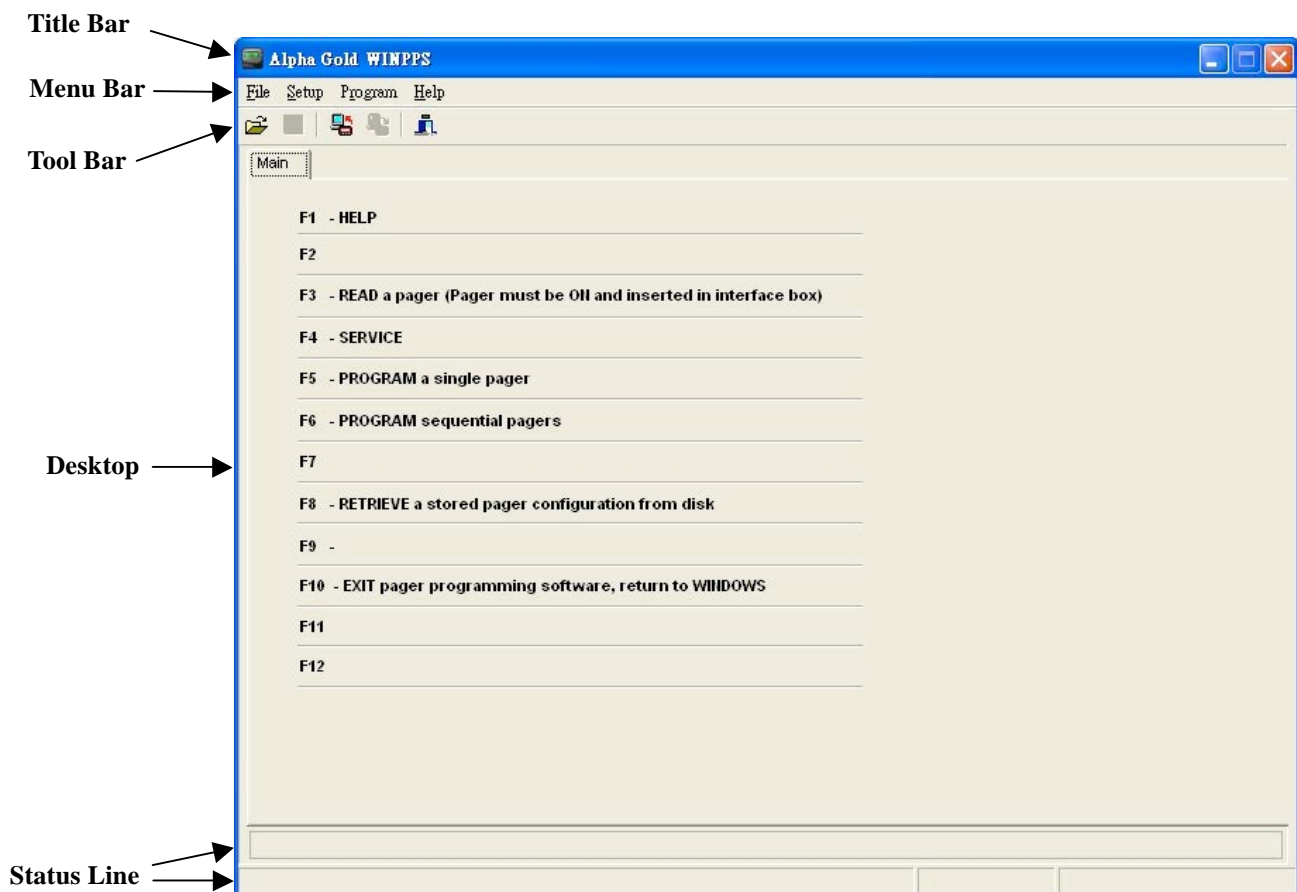 Title Bar
Alpha Gold WINPPS
Menu Bar
File Setup Program Help
Tool Bar
Main
F1 - HELP
F2
F3 - READ a pager (Pager must be ON and inserted in interface box)
F4 - SERVICE
F5 - PROGRAM a single pager
F6 - PROGRAM sequential pagers
Desktop
F7
F8 - RETRIEVE a stored pager configuration from disk
F9 -
F10 - EXIT pager programming software, return to WINDOWS
F11
F12
Status Line